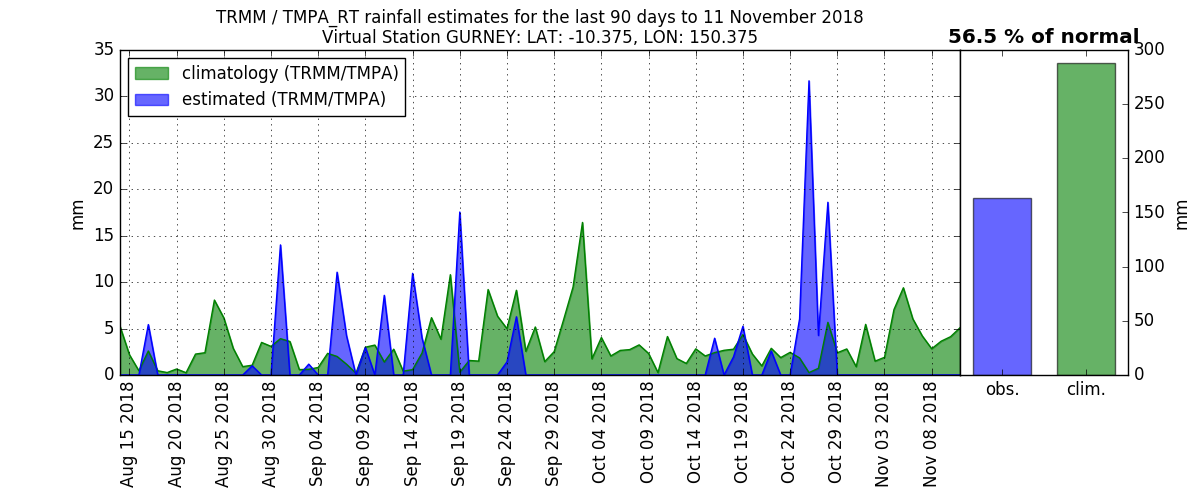 TRMM / TMPA_RT rainfall estimates for the last 90 days to 11 November 2018
Virtual Station GURNEY: LAT: -10.375, LON: 150.375
56.5 % of normal
climatology (TRMM/TMPA)
estimated (TRMM/TMPA)
mm
35
30
25
20
15
10
5
0
Aug 15 2018
Aug 20 2018
Aug 25 2018
Aug 30 2018
Sep 04 2018
Sep 09 2018
Sep 14 2018
Sep 19 2018
Sep 24 2018
Sep 29 2018
Oct 04 2018
Oct 09 2018
Oct 14 2018
Oct 19 2018
Oct 24 2018
Oct 29 2018
Nov 03 2018
Nov 08 2018
300
250
200
150
100
50
0
mm
obs.
clim.